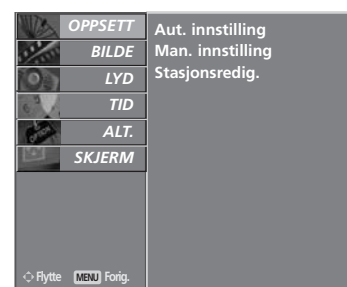 OPPSETT
BILDE
LYD
TID
ALT.
SKJERM
Aut. innstilling
Man. innstilling
Stasjonsredig.
Flytte MENU Forig.